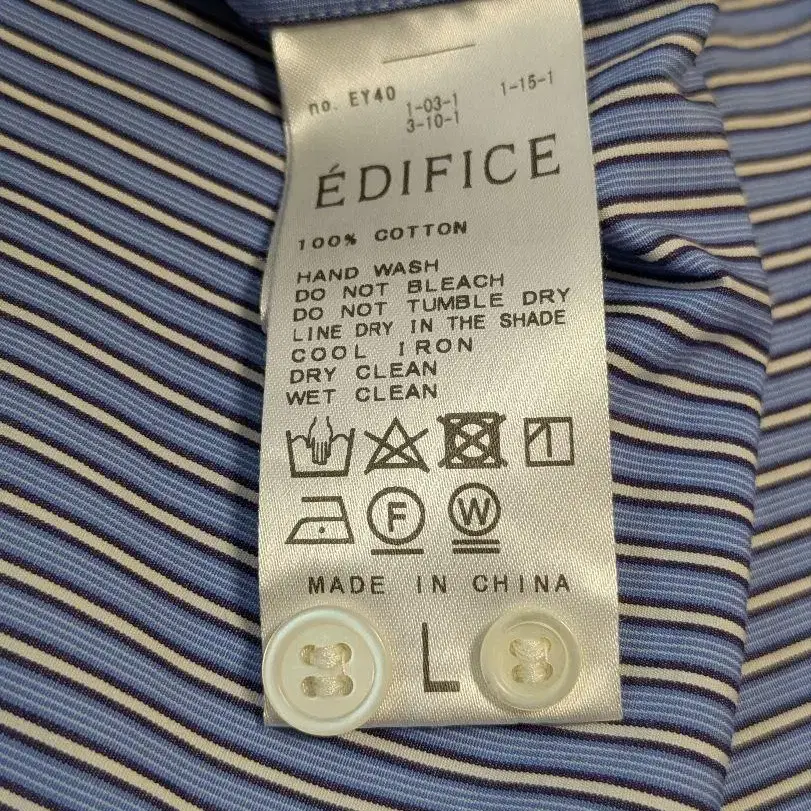 no. EY40 1-03-1 1-15-1
3-10-1
ÉDIFICE
100% COTTON
HAND WASH
DO NOT BLEACH
DO NOT TUMBLE DRY
LINE DRY IN THE SHADE
COOL IRON
DRY CLEAN
WET CLEAN
F W
MADE IN CHINA
L